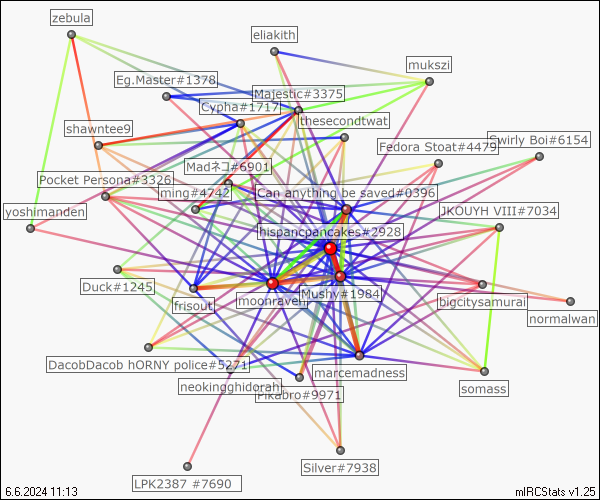 zebula
eliakith
mukszi
Eg.Master#1378
Majestic#3375
Cypha#1717
thesecondtwat
shawntee9
Fedora Stoat#4479
Swirly Boi#6154
Madネコ#6901
Pocket Persona#3326
ming#4742
Can anything be saved#0396
yoshimanden
JKOUYH VIII#7034
hispancpancakes#2928
Duck#1245
frisout
moonraven
Mushy#1984
bigcitysamurai
normalwan
DacobDacob hORNY police#5271
marcemadness
neokingghidorah
Pikabro#9971
somass
Silver#7938
LPK2387 #7690
6.6.2024 11:13
mIRCStats v1.25